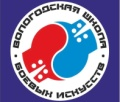 ВОЛОГОДСКАЯ ШКОЛА
БОЕВЫХ ИСКУССТВ